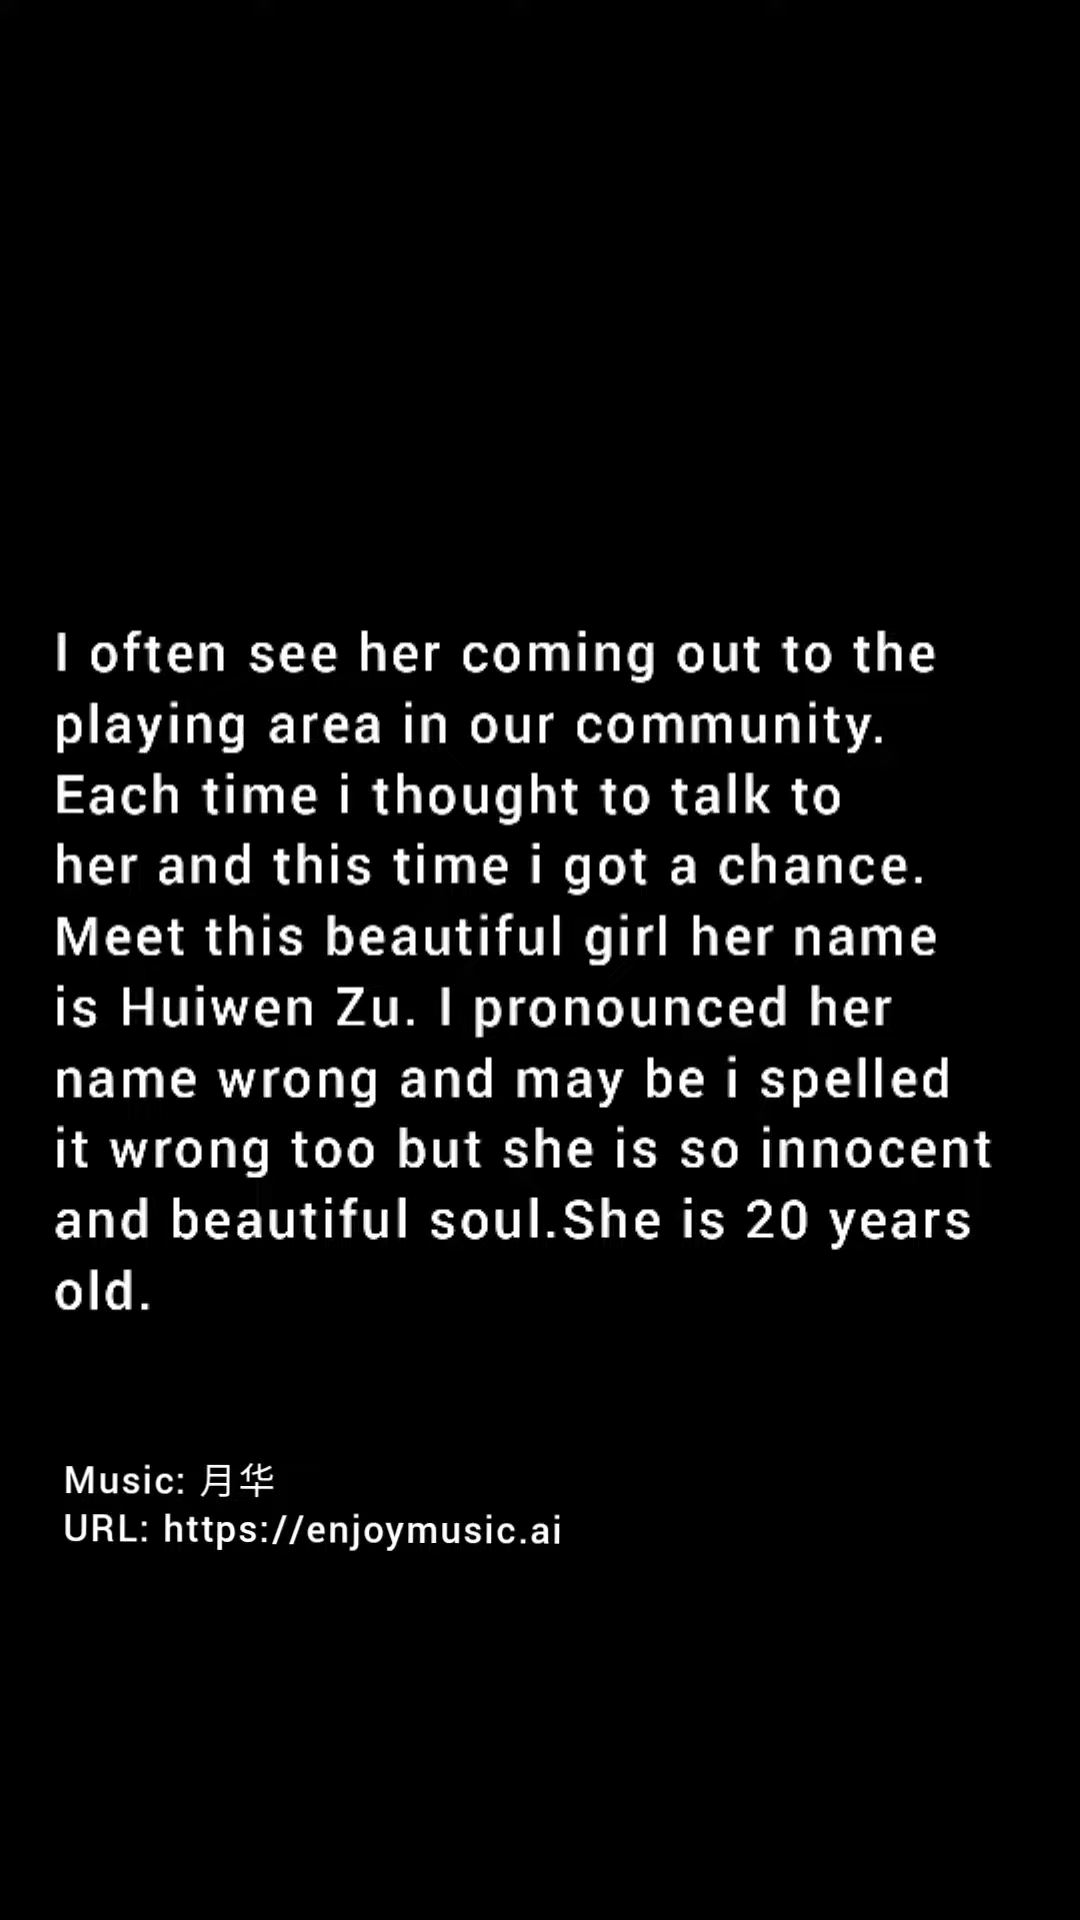 I often see her coming out to the
playing area in our community.
Each time i thought to talk to
her and this time i got a chance.
Meet this beautiful girl her name
is Huiwen Zu. I pronounced her
name wrong and may be i spelled
it wrong too but she is so innocent
and beautiful soul.She is 20 years
old.
Music: 月华
URL: https://enjoymusic.ai